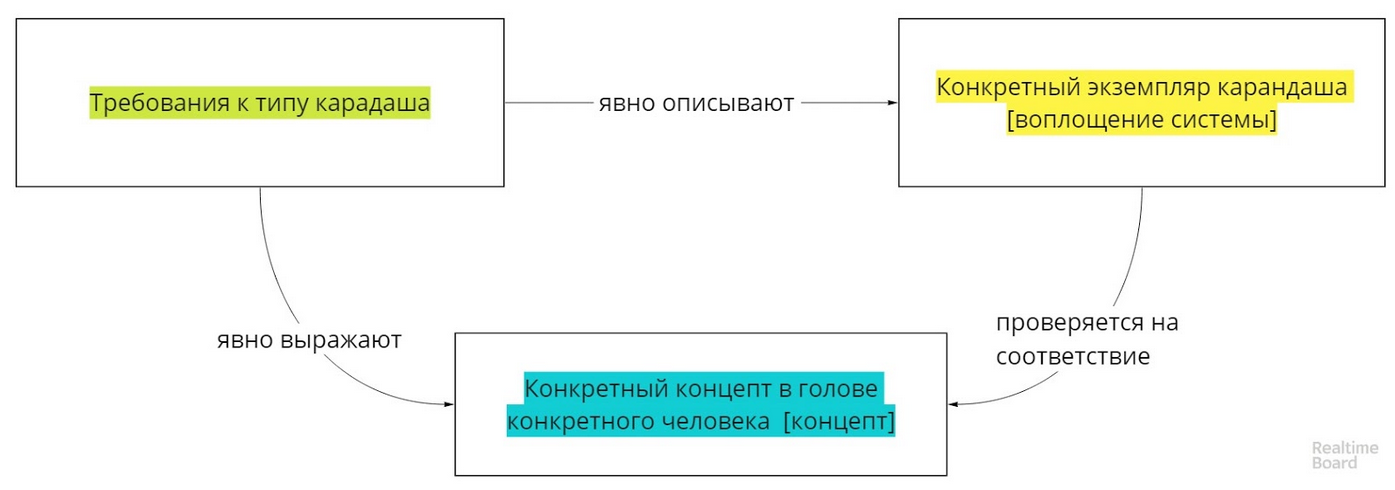 Требования к типу карадаша
явно описывают
Конкретный экземпляр карандаша
[воплощение системы]
явно выражают
проверяется на
соответствие
Конкретный концепт в голове
конкретного человека [концепт]
Realtime
Board